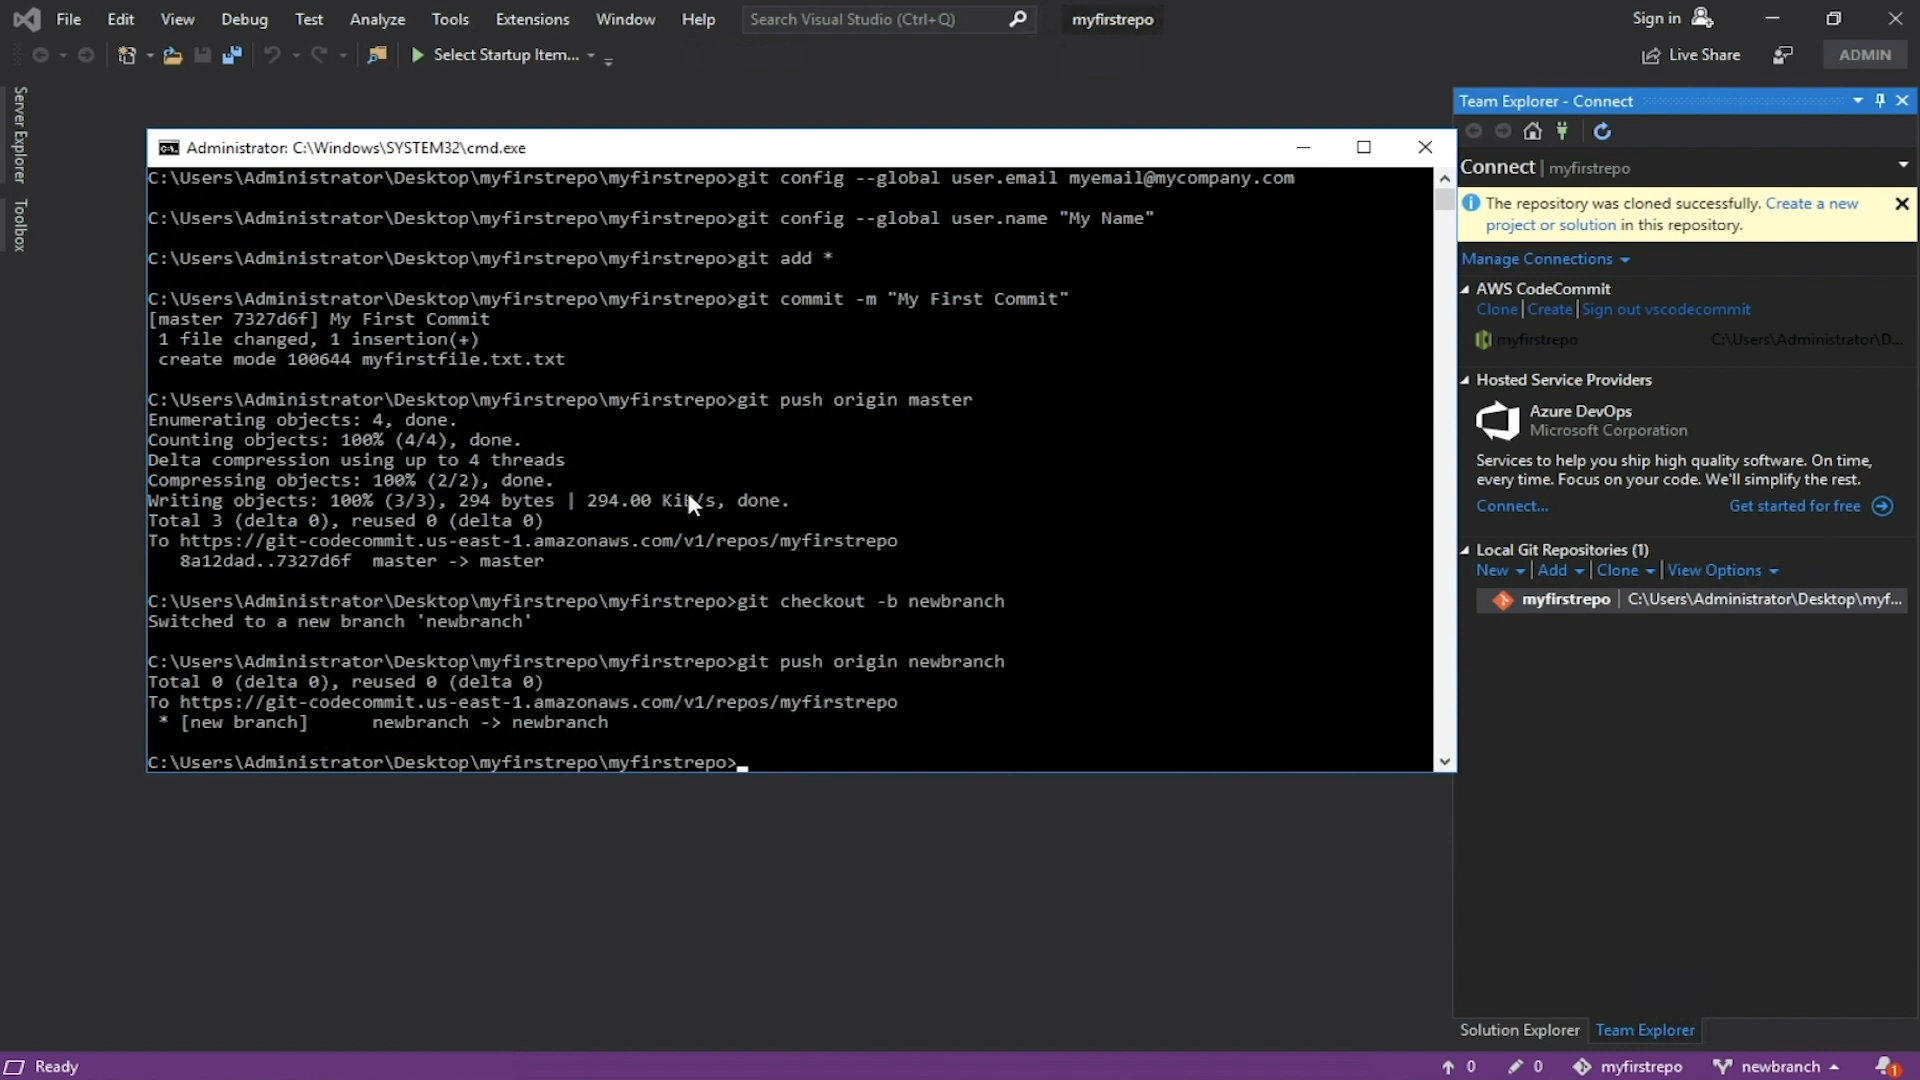 File Edit View Debug Test Analyze Tools Extensions Window Help Search Visual Studio (Ctrl+Q) myfirstrepo Sign in
Select Startup Item... Live Share ADMIN
Server Explorer
Toolbox
Administrator: C:\Windows\SYSTEM32\cmd.exe
C:\Users\Administrator\Desktop\myfirstrepo\myfirstrepo>git config --global user.email myemail@mycompany.com
C:\Users\Administrator\Desktop\myfirstrepo\myfirstrepo>git config --global user.name "My Name"
C:\Users\Administrator\Desktop\myfirstrepo\myfirstrepo>git add *
C:\Users\Administrator\Desktop\myfirstrepo\myfirstrepo>git commit -m "My First Commit"
[master 7327d6f] My First Commit
1 file changed, 1 insertion(+)
create mode 100644 myfirstfile.txt.txt
C:\Users\Administrator\Desktop\myfirstrepo\myfirstrepo>git push origin master
Enumerating objects: 4, done.
Counting objects: 100% (4/4), done.
Delta compression using up to 4 threads
Compressing objects: 100% (2/2), done.
Writing objects: 100% (3/3), 294 bytes | 294.00 KiB/s, done.
Total 3 (delta 0), reused 0 (delta 0)
To https://git-codecommit.us-east-1.amazonaws.com/v1/repos/myfirstrepo
8a12dad..7327d6f master -> master
C:\Users\Administrator\Desktop\myfirstrepo\myfirstrepo>git checkout -b newbranch
Switched to a new branch 'newbranch'
C:\Users\Administrator\Desktop\myfirstrepo\myfirstrepo>git push origin newbranch
Total 0 (delta 0), reused 0 (delta 0)
To https://git-codecommit.us-east-1.amazonaws.com/v1/repos/myfirstrepo
* [new branch] newbranch -> newbranch
C:\Users\Administrator\Desktop\myfirstrepo\myfirstrepo>
Team Explorer - Connect
Connect | myfirstrepo
The repository was cloned successfully. Create a new
project or solution in this repository.
Manage Connections
AWS CodeCommit
Clone | Create | Sign out vscodecommit
myfirstrepo C:\Users\Administrator\D...
Hosted Service Providers
Azure DevOps
Microsoft Corporation
Services to help you ship high quality software. On time,
every time. Focus on your code. We'll simplify the rest.
Connect... Get started for free
Local Git Repositories (1)
New | Add | Clone | View Options
myfirstrepo | C:\Users\Administrator\Desktop\myf...
Solution Explorer Team Explorer
Ready 0 0 myfirstrepo newbranch 1